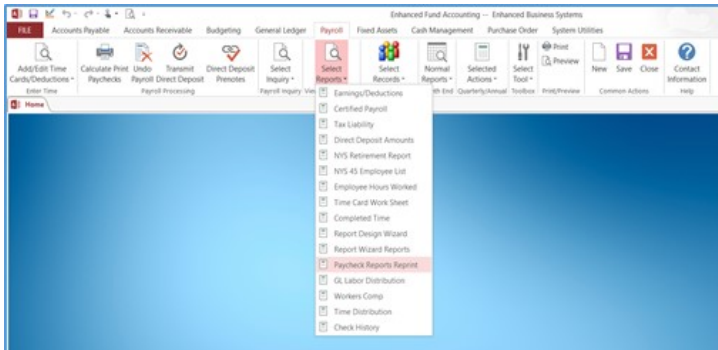 Enhanced Fund Accounting -- Enhanced Business Systems
FILE Accounts Payable Accounts Receivable Budgeting General Ledger Payroll Fixed Assets Cash Management Purchase Order System Utilities
Add/Edit Time Calculate Print Undo Transmit Direct Deposit Select Select Select Normal Selected Select Print New Save Close Contact
Cards/Deductions Paychecks Payroll Direct Deposit Prenotes Inquiry Reports Records Reports Actions Tool Preview Information
Enter Time Payroll Processing Payroll Inquiry th End Quarterly/Annual Toolbox Print/Preview Common Actions Help
Home
Earnings/Deductions
Certified Payroll
Tax Liability
Direct Deposit Amounts
NYS Retirement Report
NYS 45 Employee List
Employee Hours Worked
Time Card Work Sheet
Completed Time
Report Design Wizard
Report Wizard Reports
Paycheck Reports Reprint
GL Labor Distribution
Workers Comp
Time Distribution
Check History